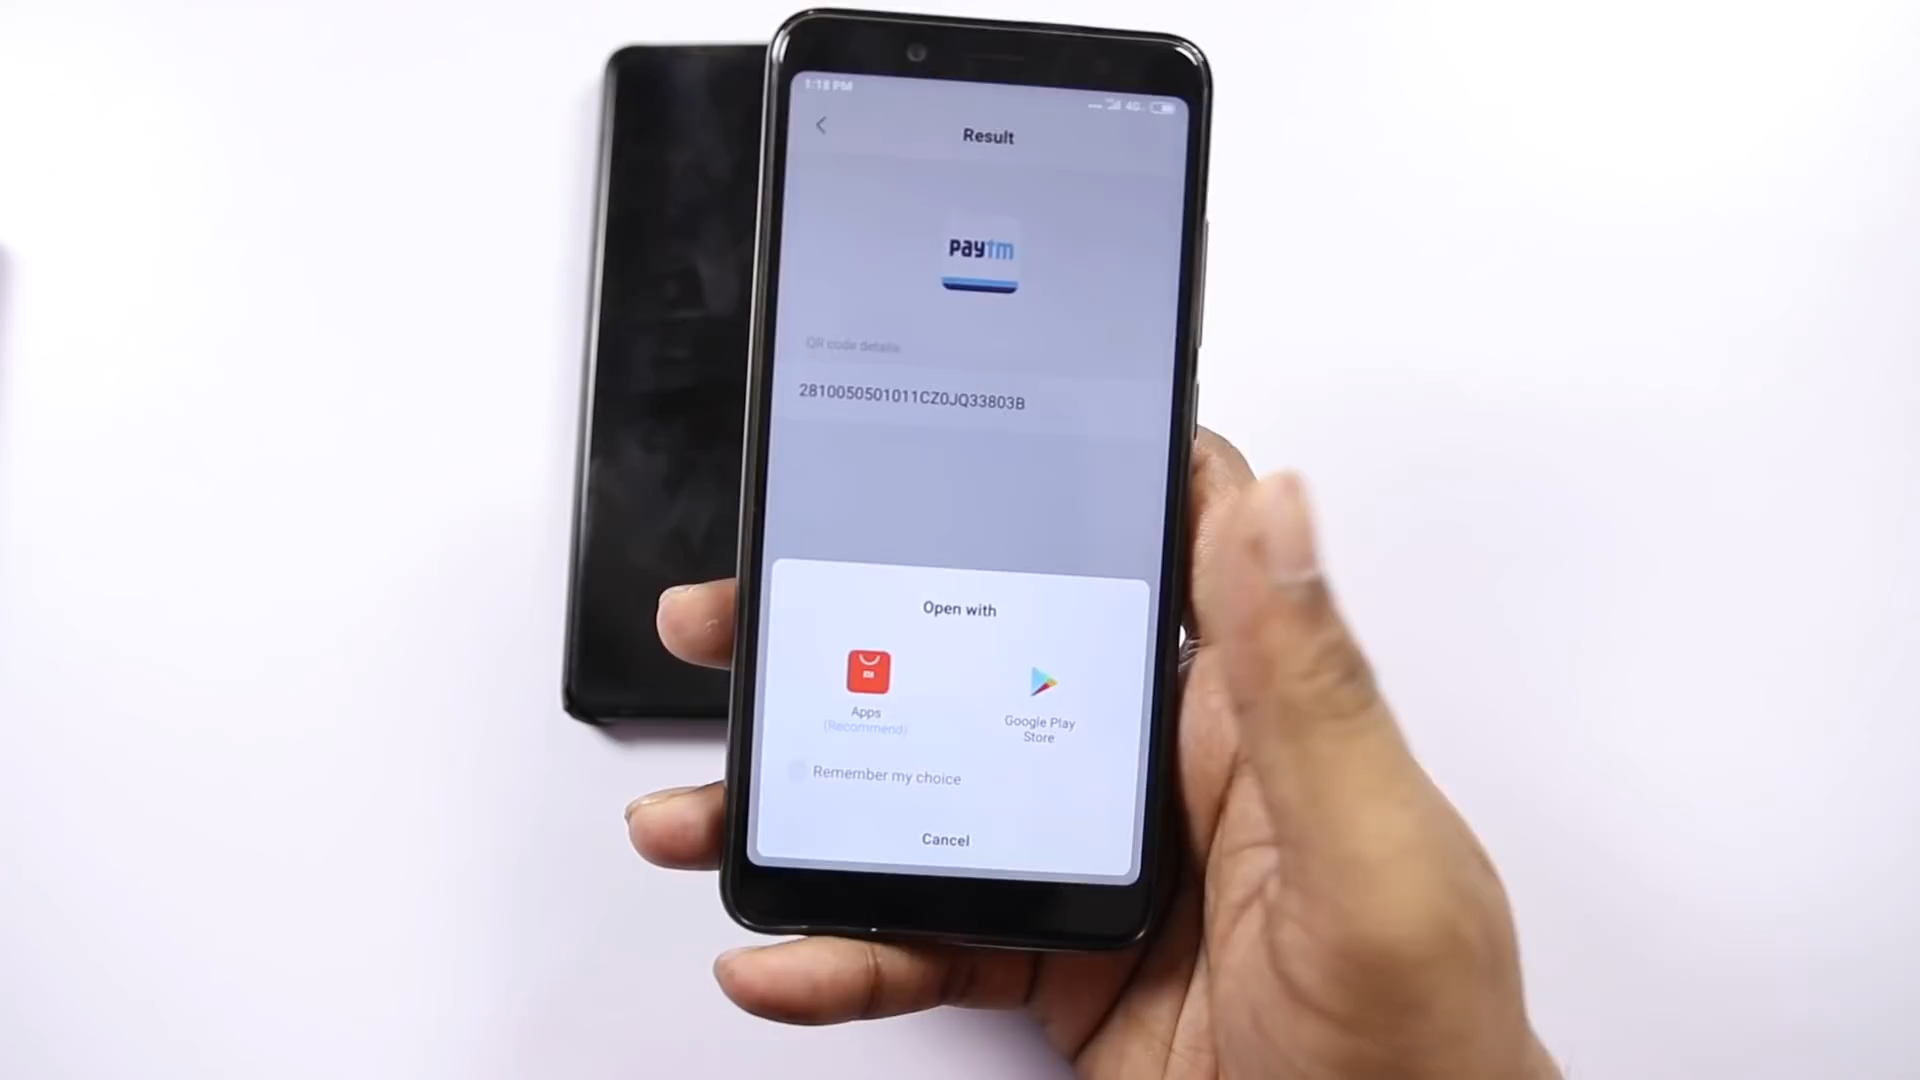 1:18 PM
4G
Result
paytm
QR code details
2810050501011CZ0JQ33803B
Open with
Apps
(Recommend)
Google Play
Store
Remember my choice
Cancel